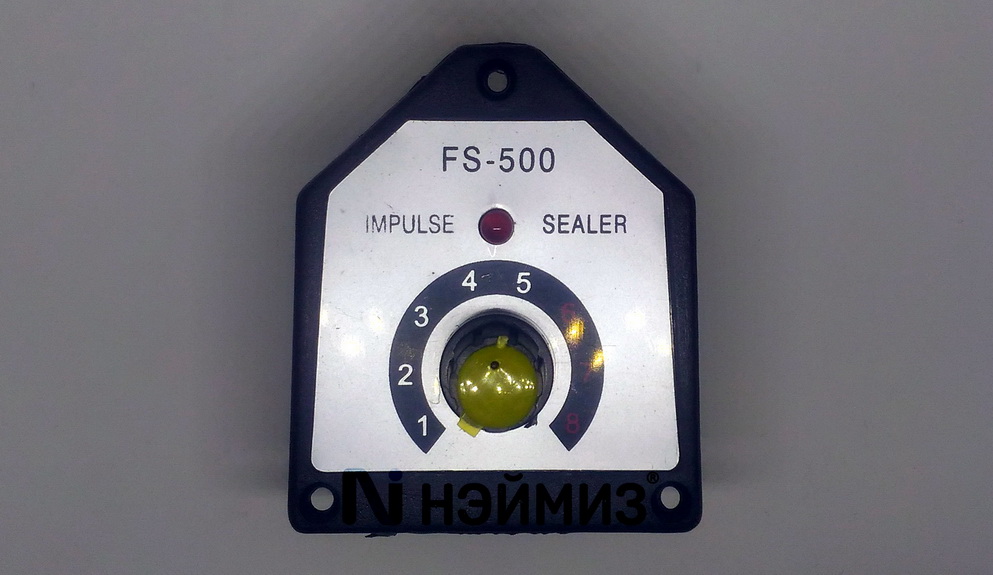 FS-500
IMPULSE SEALER
1 2 3 4 5 6 7 8
Ni НЭЙМИЗ®